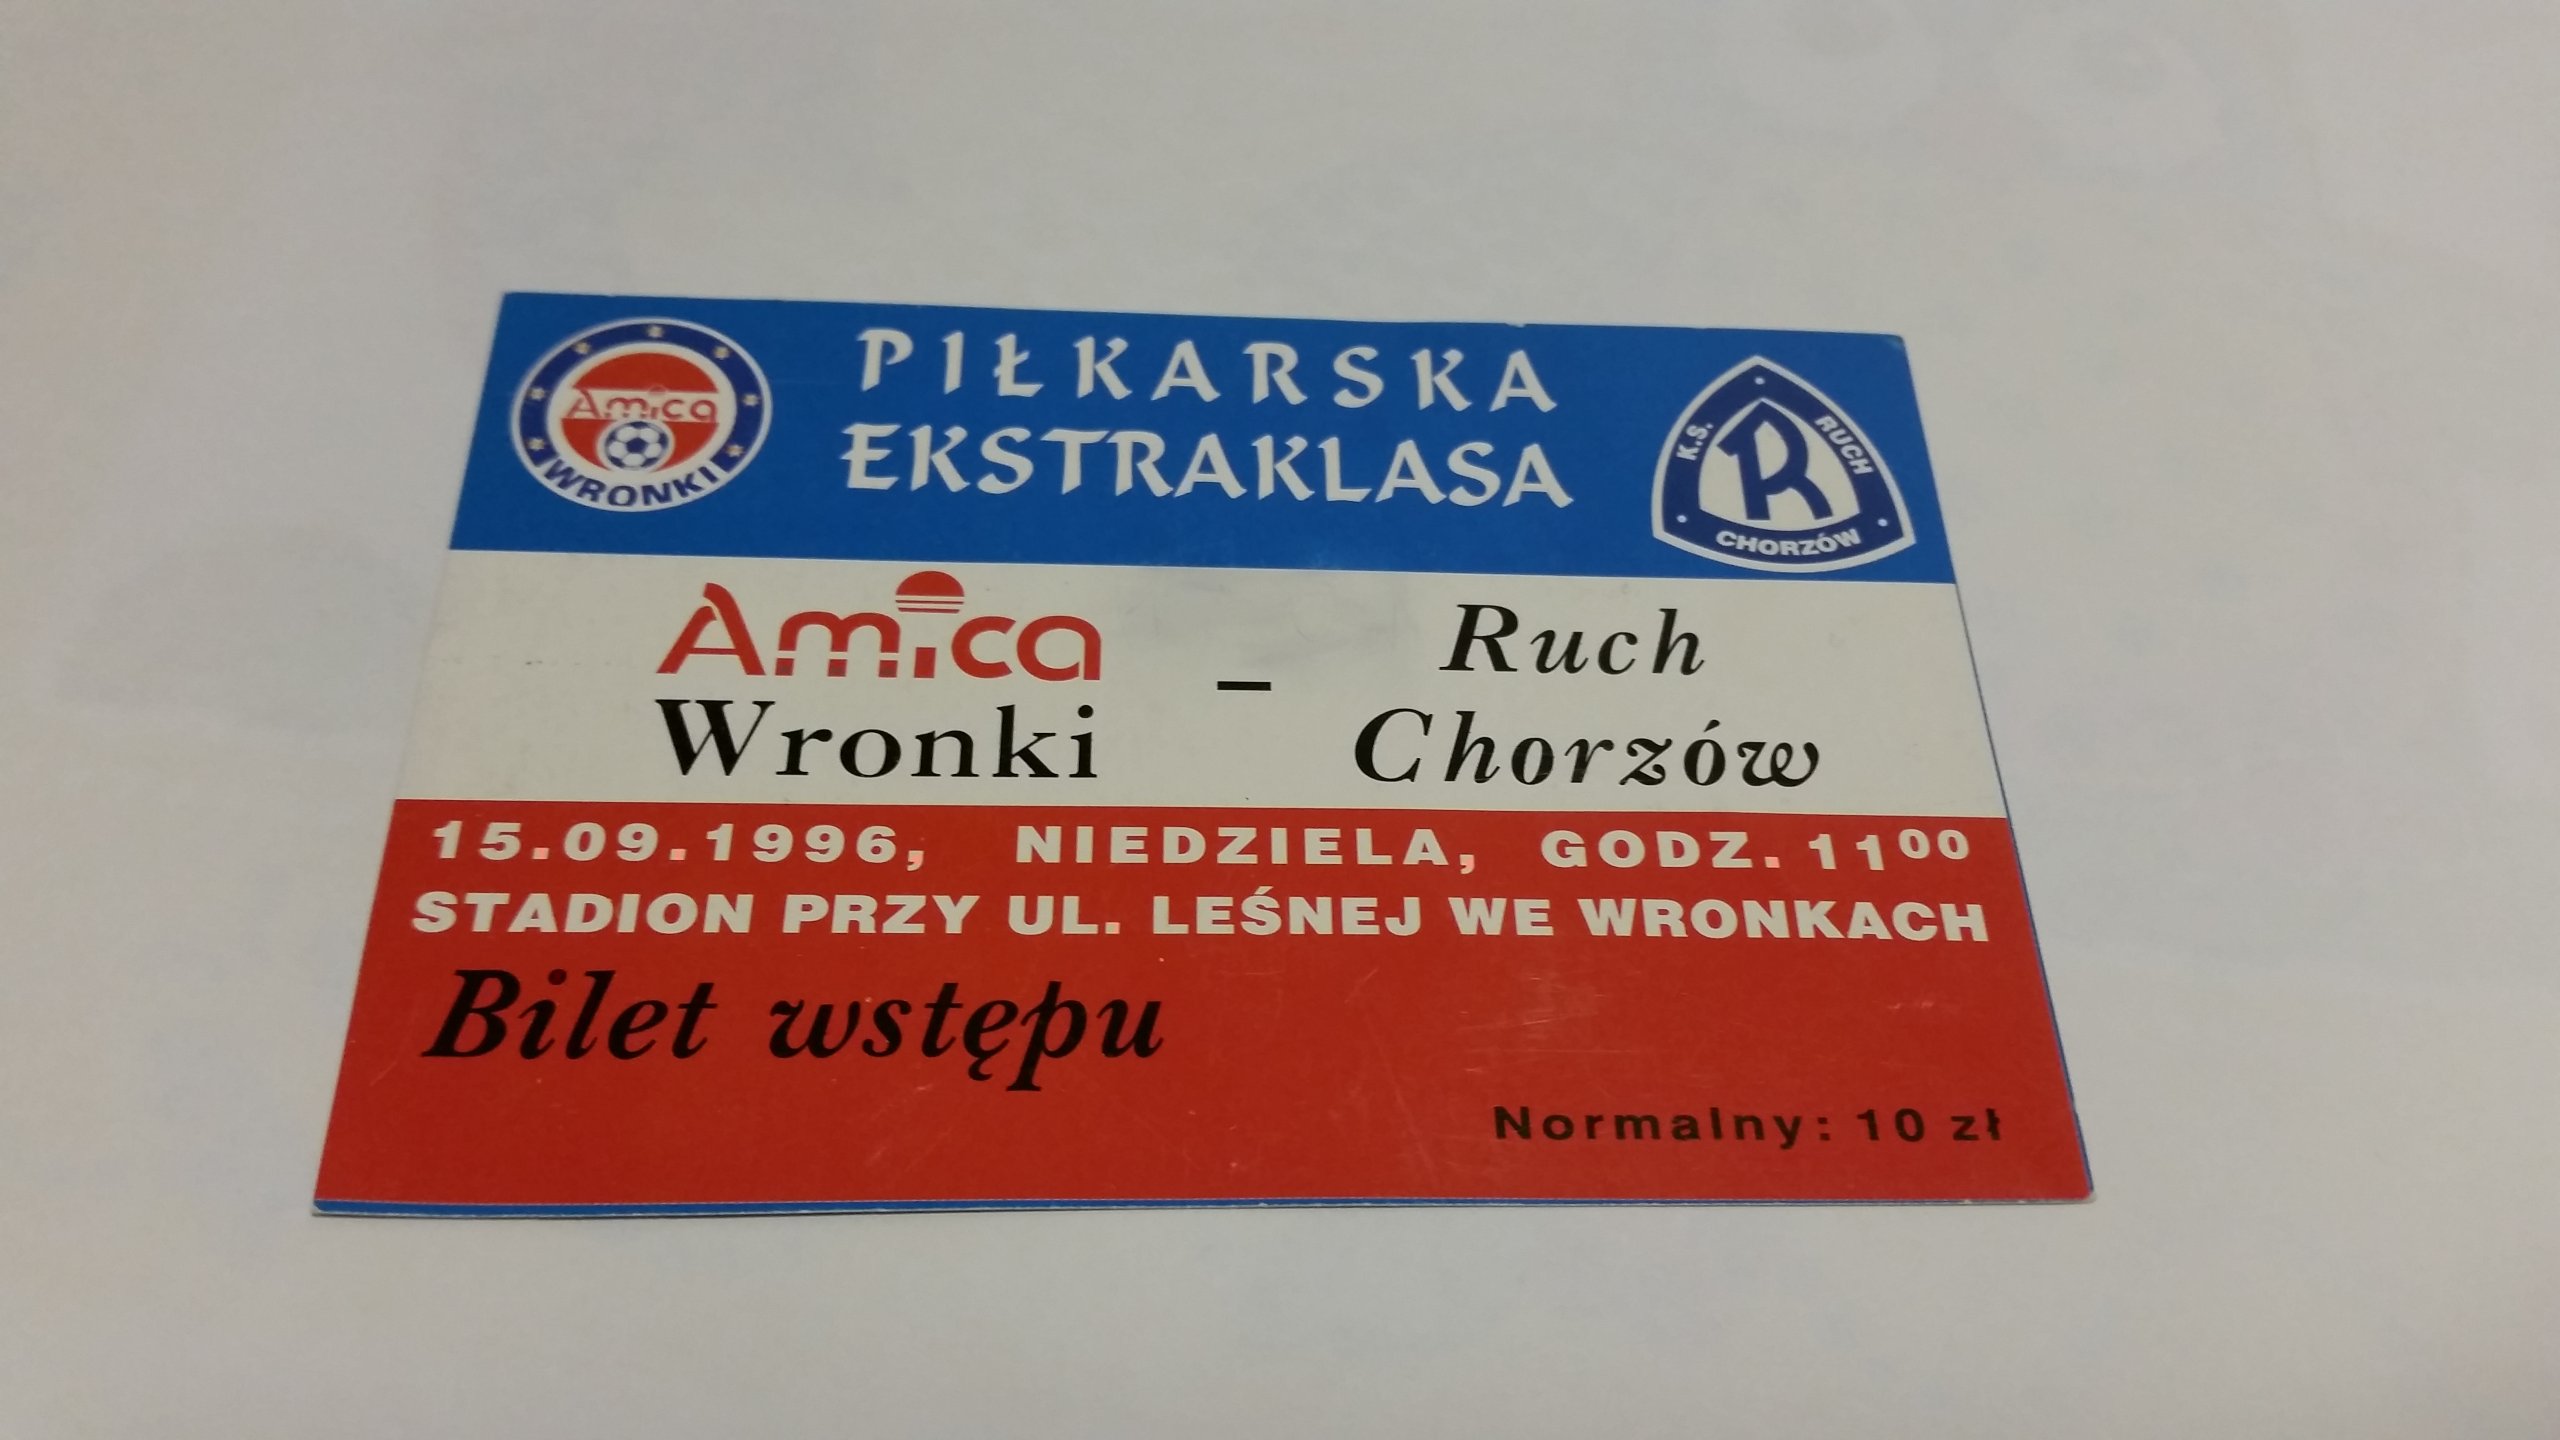 PIŁKARSKA
EKSTRAKLASA
Amica
WRONKI
K.S. RUCH
CHORZÓW
R
Amica
Wronki
–
Ruch
Chorzów
15.09.1996, NIEDZIELA, GODZ. 11⁰⁰
STADION PRZY UL. LEŚNEJ WE WRONKACH
Bilet wstępu
Normalny: 10 zł